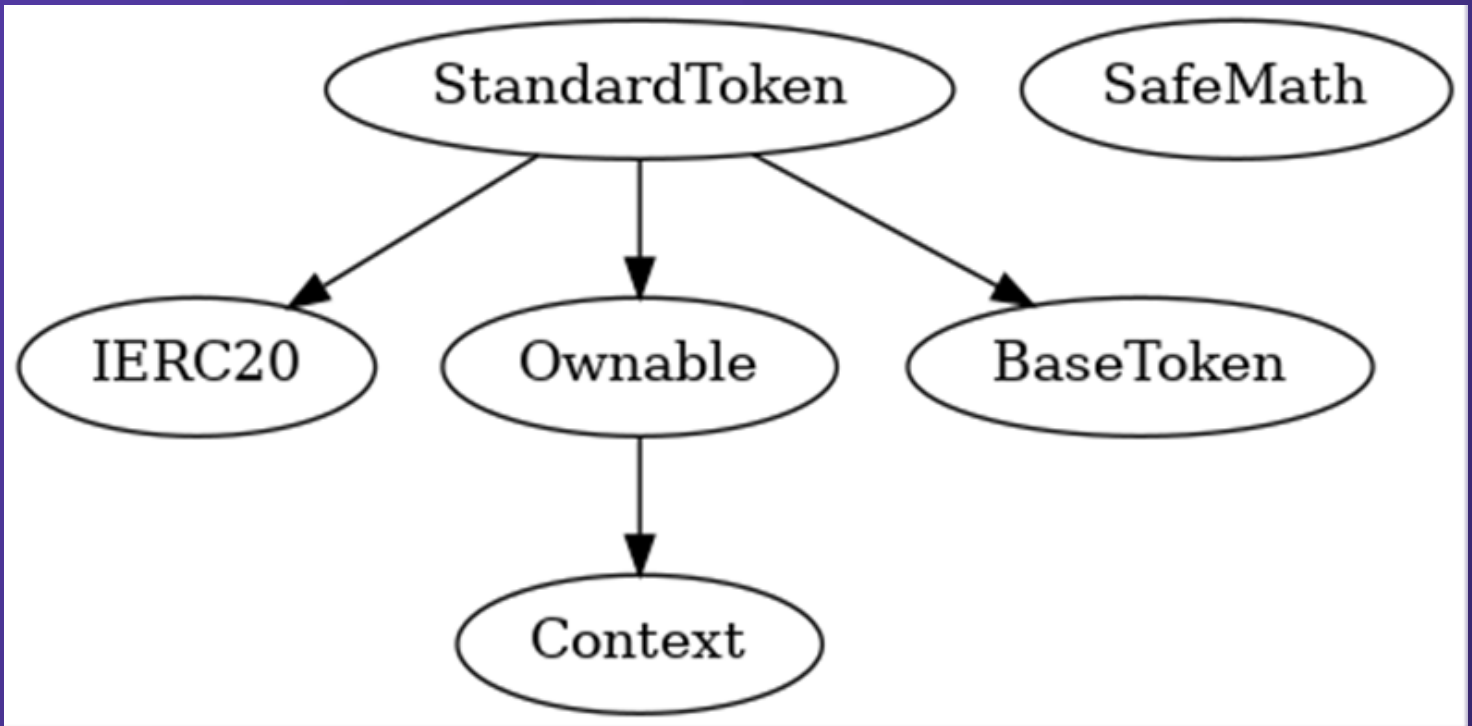 StandardToken
SafeMath
IERC20
Ownable
BaseToken
Context